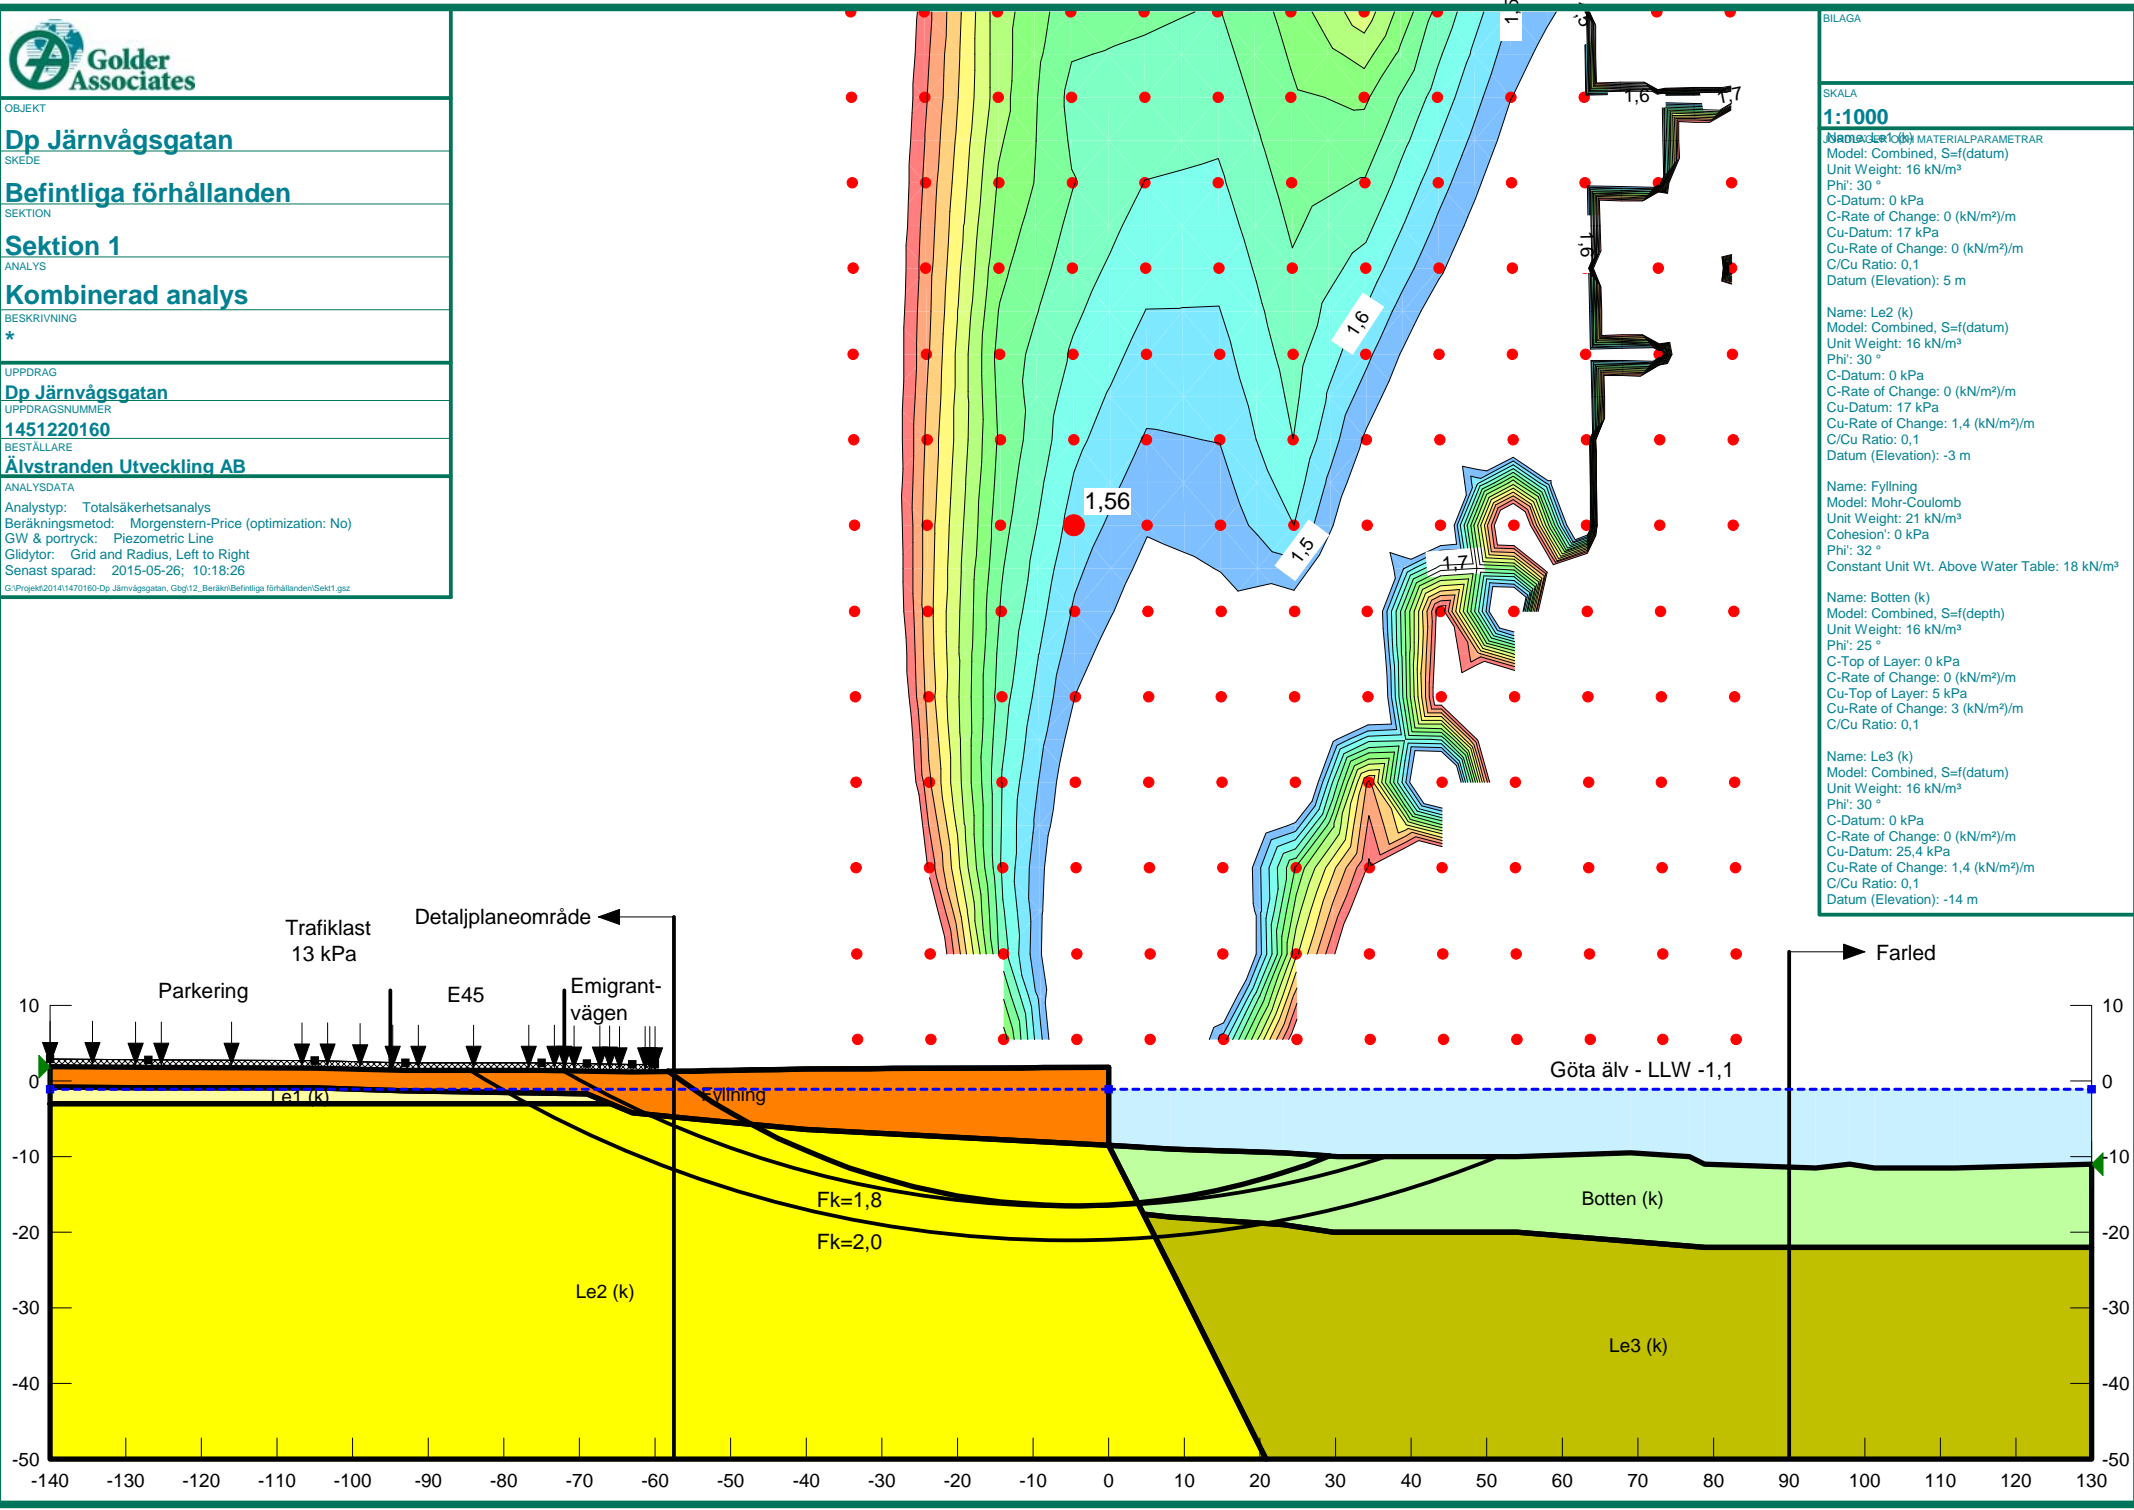 Golder
Associates
OBJEKT
Dp Järnvågsgatan
SKEDE
Befintliga förhållanden
SEKTION
Sektion 1
ANALYS
Kombinerad analys
BESKRIVNING
*
UPPDRAG
Dp Järnvågsgatan
UPPDRAGSNUMMER
1451220160
BESTÄLLARE
Älvstranden Utveckling AB
ANALYSDATA
Analystyp: Totalsäkerhetsanalys
Beräkningsmetod: Morgenstern-Price (optimization: No)
GW & portryck: Piezometric Line
Glidytor: Grid and Radius, Left to Right
Senast sparad: 2015-05-26; 10:18:26
G:\Projekt\2014\1470160-Dp Järnvågsgatan, Gbg\12_Beräkn\Befintliga förhållanden\Sekt1.gsz
1,6
1,7
1,6
1,6
1,56
1,5
1,7
BILAGA
SKALA
1:1000
Name: Le1 (k)
MATERIALPARAMETRAR
Model: Combined, S=f(datum)
Unit Weight: 16 kN/m³
Phi': 30 °
C-Datum: 0 kPa
C-Rate of Change: 0 (kN/m²)/m
Cu-Datum: 17 kPa
Cu-Rate of Change: 0 (kN/m²)/m
C/Cu Ratio: 0,1
Datum (Elevation): 5 m
Name: Le2 (k)
Model: Combined, S=f(datum)
Unit Weight: 16 kN/m³
Phi': 30 °
C-Datum: 0 kPa
C-Rate of Change: 0 (kN/m²)/m
Cu-Datum: 17 kPa
Cu-Rate of Change: 1,4 (kN/m²)/m
C/Cu Ratio: 0,1
Datum (Elevation): -3 m
Name: Fyllning
Model: Mohr-Coulomb
Unit Weight: 21 kN/m³
Cohesion': 0 kPa
Phi': 32 °
Constant Unit Wt. Above Water Table: 18 kN/m³
Name: Botten (k)
Model: Combined, S=f(depth)
Unit Weight: 16 kN/m³
Phi': 25 °
C-Top of Layer: 0 kPa
C-Rate of Change: 0 (kN/m²)/m
Cu-Top of Layer: 5 kPa
Cu-Rate of Change: 3 (kN/m²)/m
C/Cu Ratio: 0,1
Name: Le3 (k)
Model: Combined, S=f(datum)
Unit Weight: 16 kN/m³
Phi': 30 °
C-Datum: 0 kPa
C-Rate of Change: 0 (kN/m²)/m
Cu-Datum: 25,4 kPa
Cu-Rate of Change: 1,4 (kN/m²)/m
C/Cu Ratio: 0,1
Datum (Elevation): -14 m
Trafiklast
13 kPa
Detaljplaneområde
Farled
Parkering
E45
Emigrant-
vägen
Göta älv - LLW -1,1
Le1 (k)
Fyllning
Fk=1,8
Fk=2,0
Botten (k)
Le2 (k)
Le3 (k)
10
0
-10
-20
-30
-40
-50
10
0
-10
-20
-30
-40
-50
-140 -130 -120 -110 -100 -90 -80 -70 -60 -50 -40 -30 -20 -10 0 10 20 30 40 50 60 70 80 90 100 110 120 130